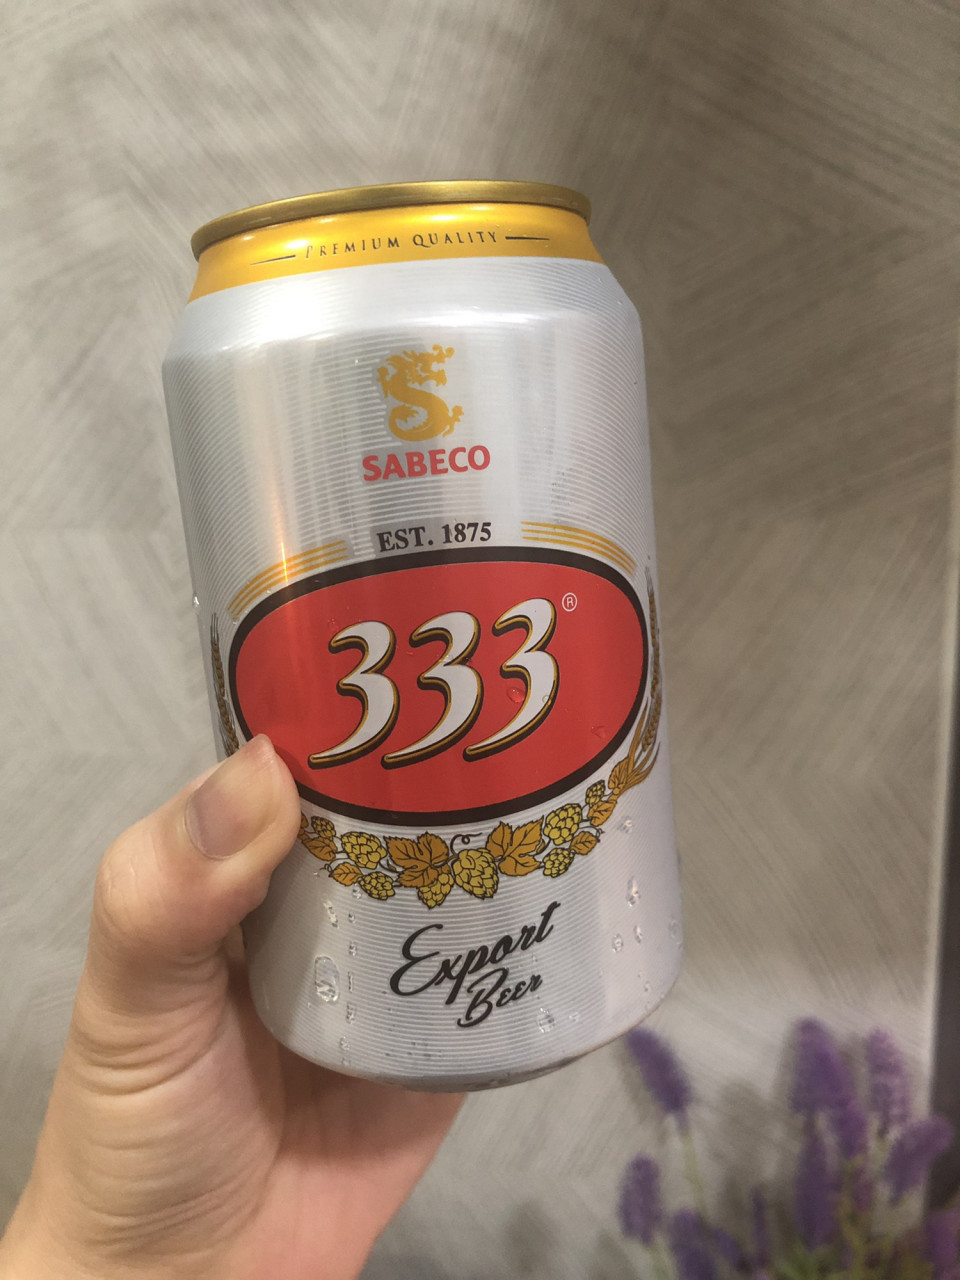 PREMIUM QUALITY
SABECO
EST. 1875
333®
Export
Beer